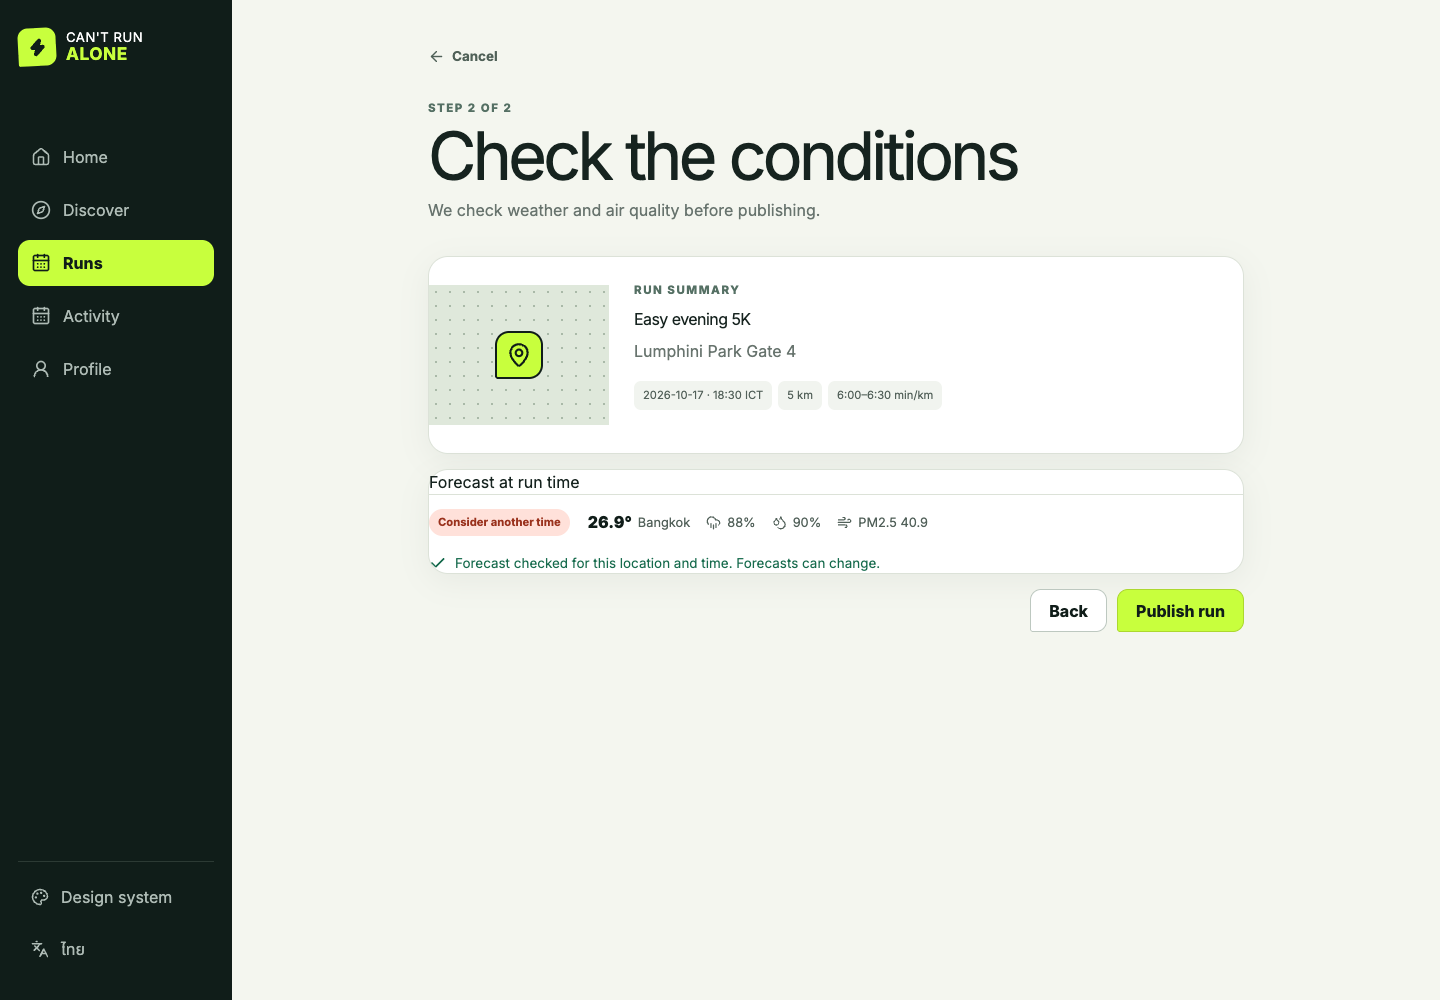 CAN'T RUN
ALONE
Home
Discover
Runs
Activity
Profile
Design system
ไทย
Cancel
STEP 2 OF 2
Check the conditions
We check weather and air quality before publishing.
RUN SUMMARY
Easy evening 5K
Lumphini Park Gate 4
2026-10-17 · 18:30 ICT 5 km 6:00–6:30 min/km
Forecast at run time
Consider another time 26.9° Bangkok 88% 90% PM2.5 40.9
Forecast checked for this location and time. Forecasts can change.
Back Publish run